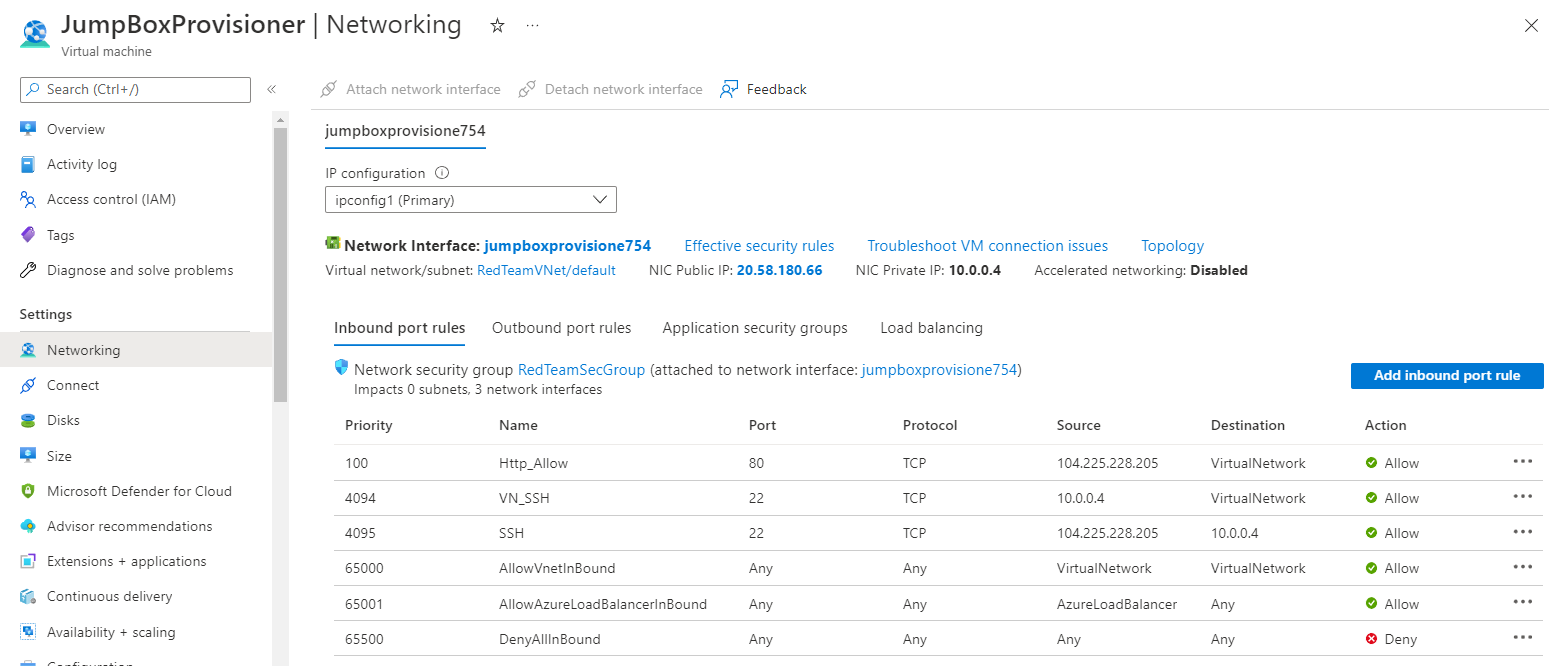 JumpBoxProvisioner | Networking
Virtual machine
Search (Ctrl+/)
Overview
Activity log
Access control (IAM)
Tags
Diagnose and solve problems
Settings
Networking
Connect
Disks
Size
Microsoft Defender for Cloud
Advisor recommendations
Extensions + applications
Continuous delivery
Availability + scaling
Configuration
Attach network interface Detach network interface Feedback
jumpboxprovisione754
IP configuration
ipconfig1 (Primary)
Network Interface: jumpboxprovisione754 Effective security rules Troubleshoot VM connection issues Topology
Virtual network/subnet: RedTeamVNet/default NIC Public IP: 20.58.180.66 NIC Private IP: 10.0.0.4 Accelerated networking: Disabled
Inbound port rules Outbound port rules Application security groups Load balancing
Network security group RedTeamSecGroup (attached to network interface: jumpboxprovisione754)
Impacts 0 subnets, 3 network interfaces
Add inbound port rule
Priority Name Port Protocol Source Destination Action
100 Http_Allow 80 TCP 104.225.228.205 VirtualNetwork Allow
4094 VN_SSH 22 TCP 10.0.0.4 VirtualNetwork Allow
4095 SSH 22 TCP 104.225.228.205 10.0.0.4 Allow
65000 AllowVnetInBound Any Any VirtualNetwork VirtualNetwork Allow
65001 AllowAzureLoadBalancerInBound Any Any AzureLoadBalancer Any Allow
65500 DenyAllInBound Any Any Any Any Deny